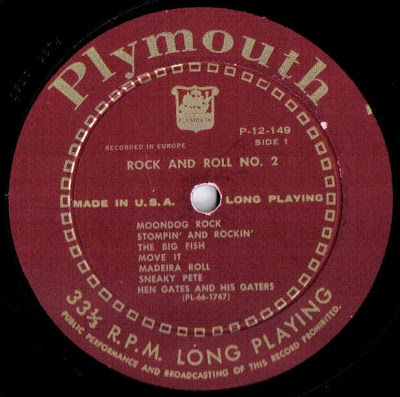 Plymouth
PLYMOUTH
P-12-149
SIDE 1
RECORDED IN EUROPE
ROCK AND ROLL NO. 2
MADE IN U.S.A. LONG PLAYING
MOONDOG ROCK
STOMPIN' AND ROCKIN'
THE BIG FISH
MOVE IT
MADEIRA ROLL
SNEAKY PETE
HEN GATES AND HIS GATERS
(PL-66-1767)
33⅓ R.P.M. LONG PLAYING
PUBLIC PERFORMANCE AND BROADCASTING OF THIS RECORD PROHIBITED.